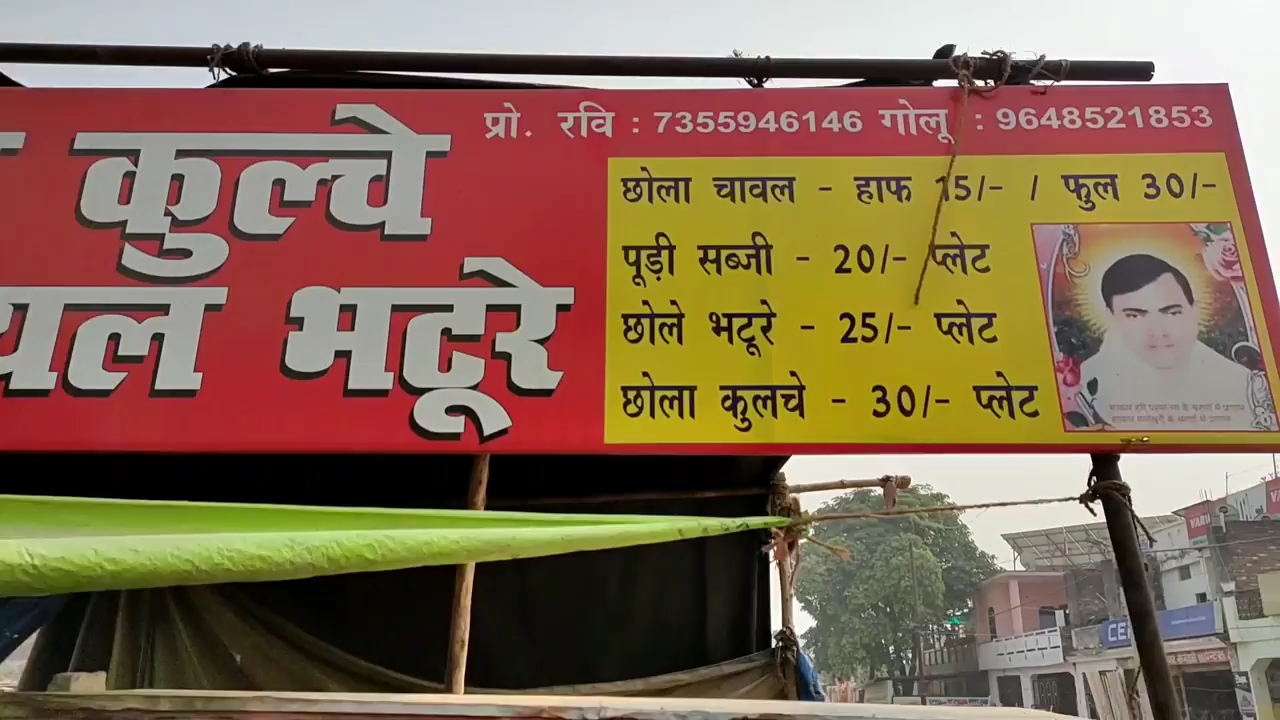 प्रो. रवि : 7355946146 गोलू : 9648521853
कुल्चे
भटूरे
छोला चावल - हाफ 15/- / फुल 30/-
पूड़ी सब्जी - 20/- प्लेट
छोले भटूरे - 25/- प्लेट
छोला कुलचे - 30/- प्लेट